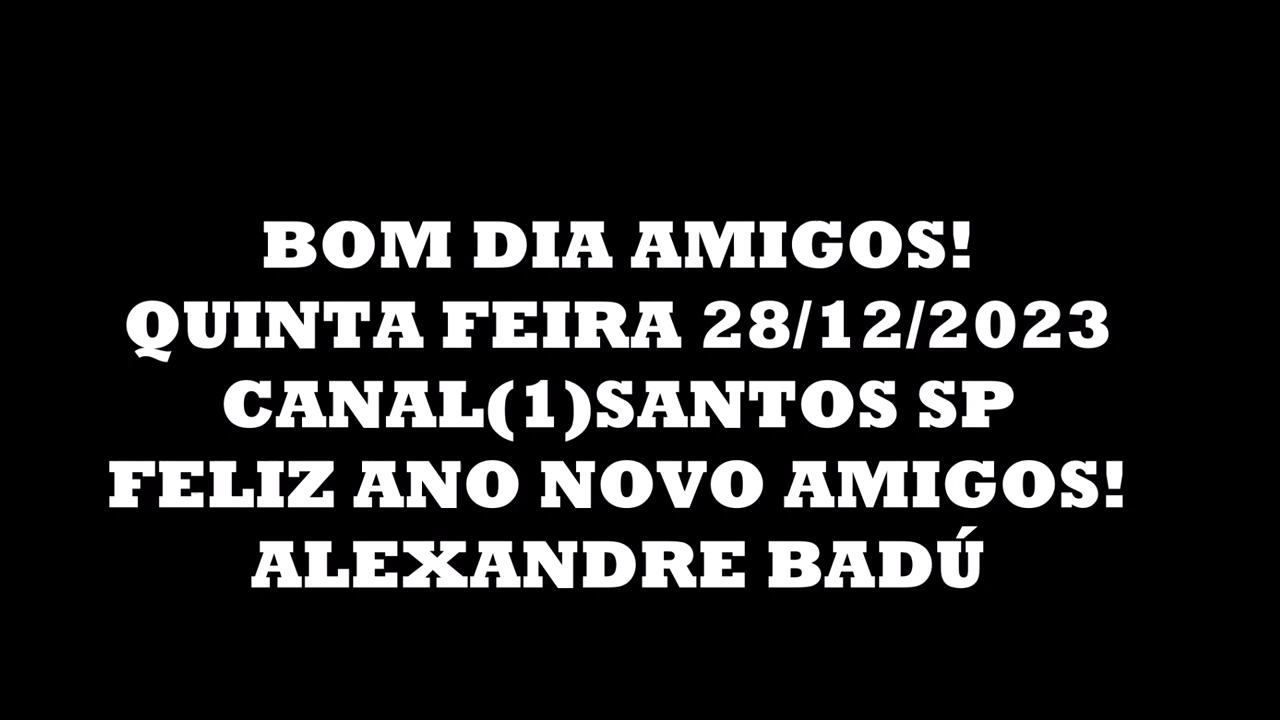 BOM DIA AMIGOS!
QUINTA FEIRA 28/12/2023
CANAL(1)SANTOS SP
FELIZ ANO NOVO AMIGOS!
ALEXANDRE BADÚ